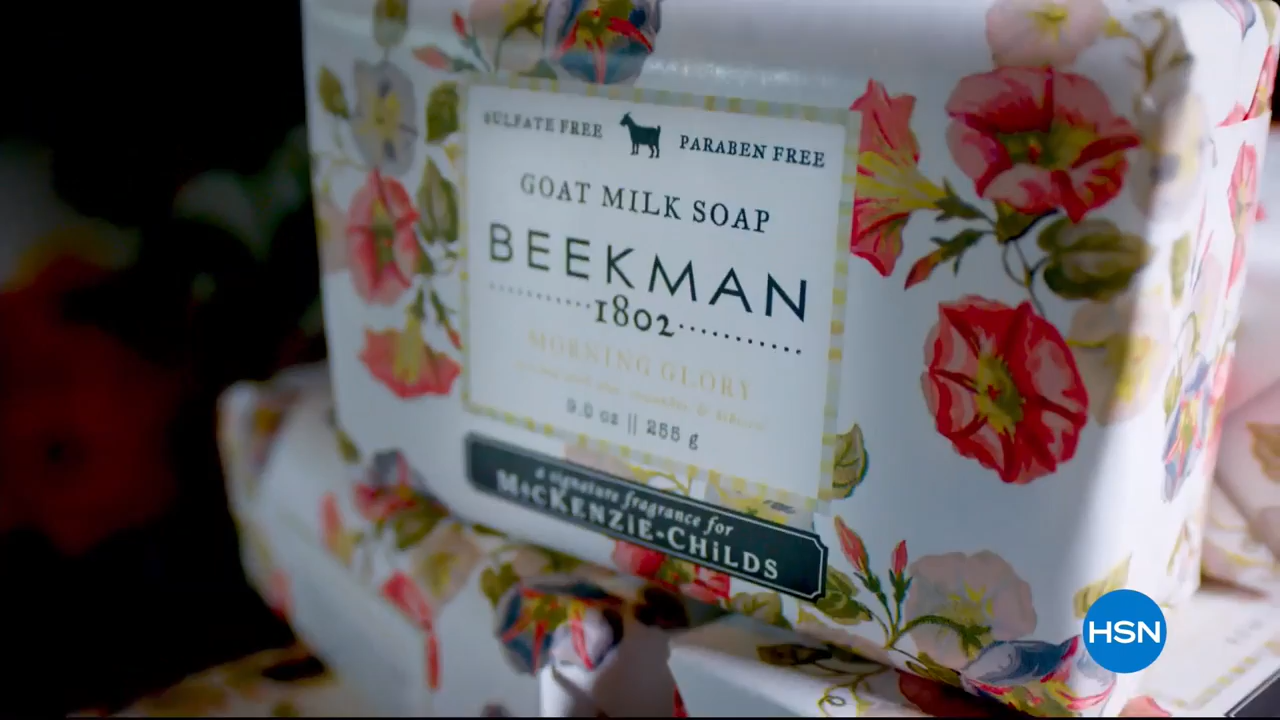 SULFATE FREE PARABEN FREE
GOAT MILK SOAP
BEEKMAN
1802
MORNING GLORY
9.0 oz || 255 g
a signature fragrance for
McKENZIE-CHiLDS
HSN